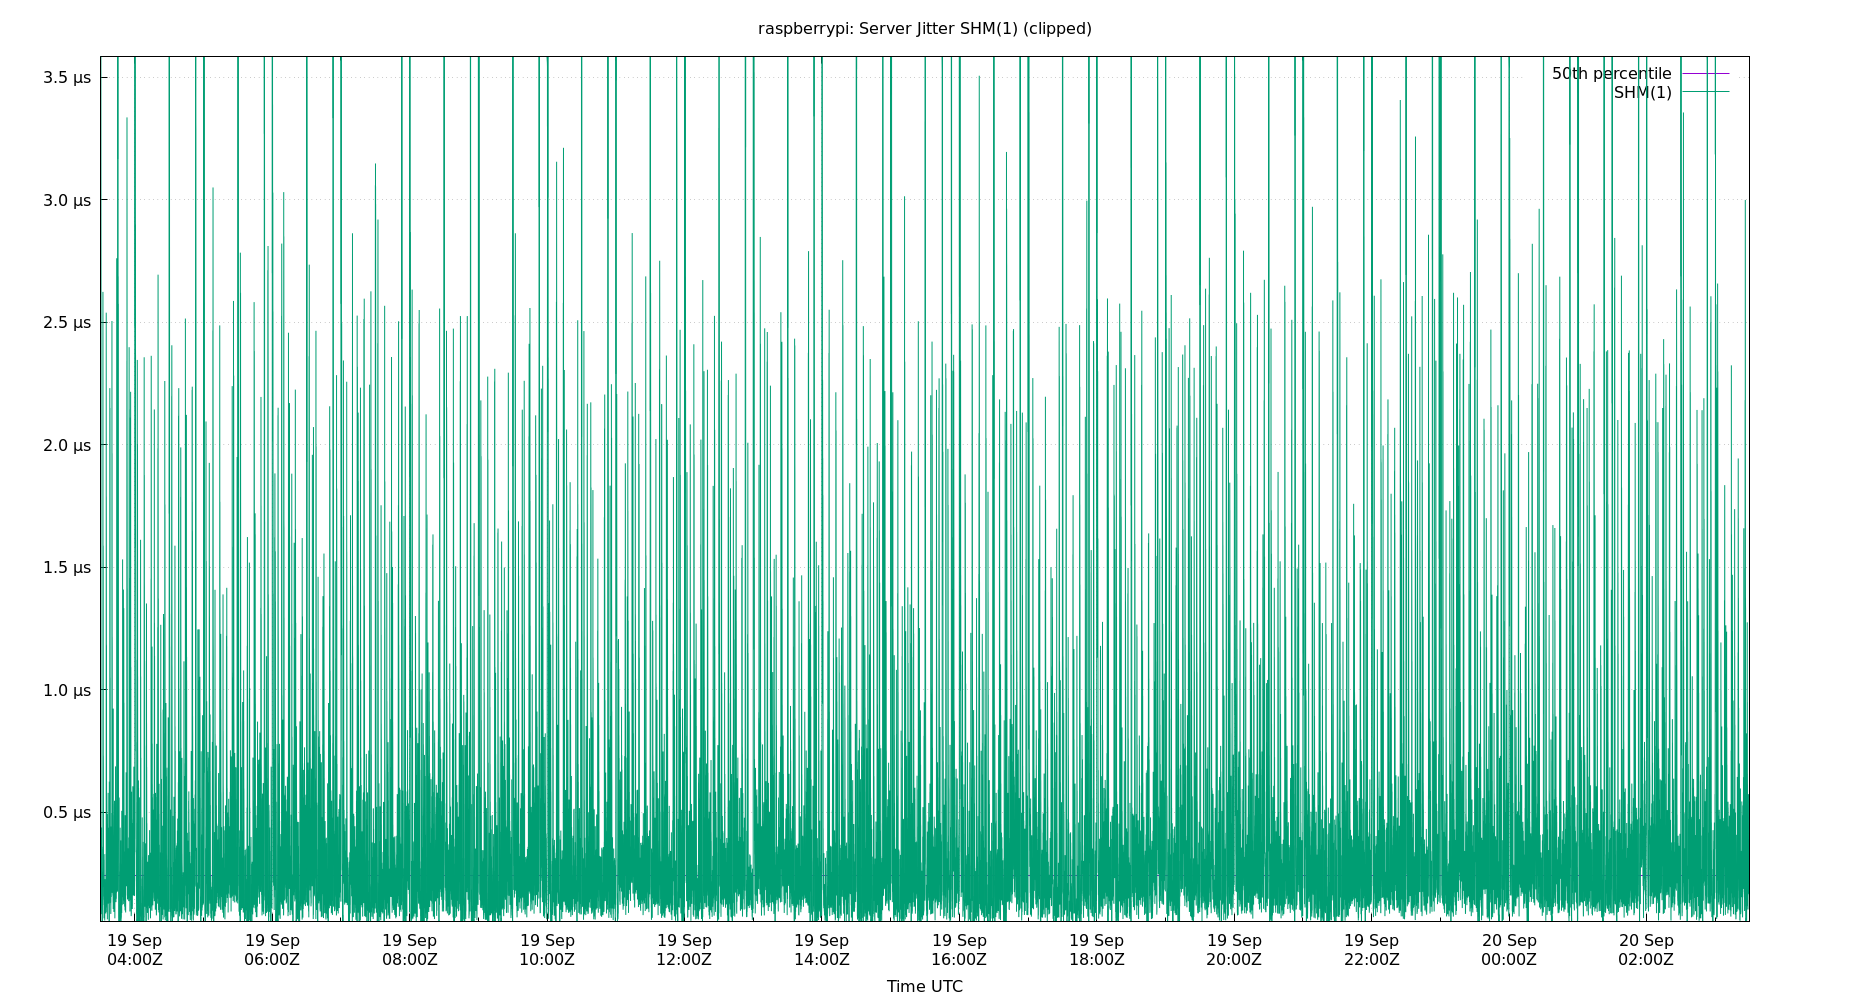 raspberrypi: Server Jitter SHM(1) (clipped)
3.5 µs
3.0 µs
2.5 µs
2.0 µs
1.5 µs
1.0 µs
0.5 µs
50th percentile
SHM(1)
19 Sep 19 Sep 19 Sep 19 Sep 19 Sep 19 Sep 19 Sep 19 Sep 19 Sep 19 Sep 20 Sep 20 Sep
04:00Z 06:00Z 08:00Z 10:00Z 12:00Z 14:00Z 16:00Z 18:00Z 20:00Z 22:00Z 00:00Z 02:00Z
Time UTC